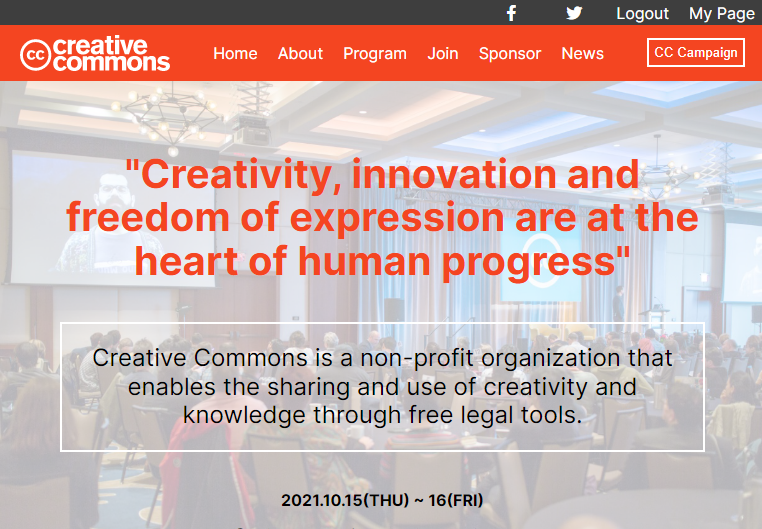 Logout My Page
cc creative
commons
Home About Program Join Sponsor News CC Campaign
"Creativity, innovation and
freedom of expression are at the
heart of human progress"
Creative Commons is a non-profit organization that
enables the sharing and use of creativity and
knowledge through free legal tools.
2021.10.15(THU) ~ 16(FRI)